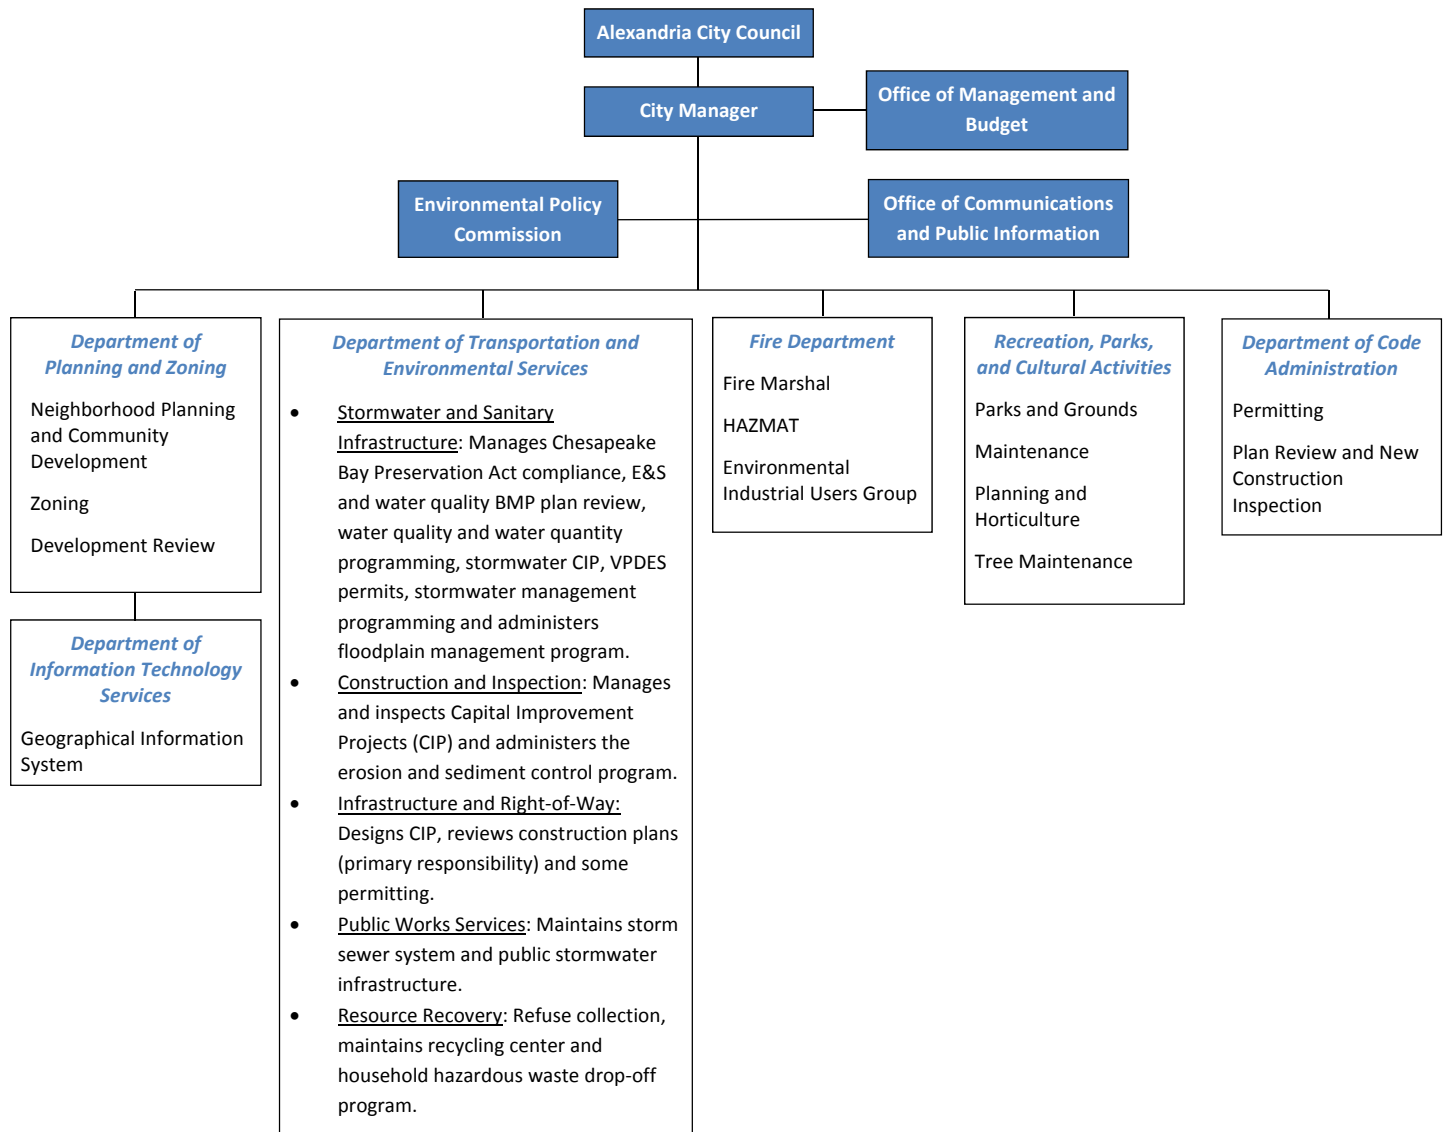 Alexandria City Council
City Manager
Office of Management and
Budget
Environmental Policy
Commission
Office of Communications
and Public Information
Department of
Planning and Zoning
Neighborhood Planning
and Community
Development
Zoning
Development Review
Department of
Information Technology
Services
Geographical Information
System
Department of Transportation and
Environmental Services
• Stormwater and Sanitary
Infrastructure: Manages Chesapeake
Bay Preservation Act compliance, E&S
and water quality BMP plan review,
water quality and water quantity
programming, stormwater CIP, VPDES
permits, stormwater management
programming and administers
floodplain management program.
• Construction and Inspection: Manages
and inspects Capital Improvement
Projects (CIP) and administers the
erosion and sediment control program.
• Infrastructure and Right-of-Way:
Designs CIP, reviews construction plans
(primary responsibility) and some
permitting.
• Public Works Services: Maintains storm
sewer system and public stormwater
infrastructure.
• Resource Recovery: Refuse collection,
maintains recycling center and
household hazardous waste drop-off
program.
Fire Department
Fire Marshal
HAZMAT
Environmental
Industrial Users Group
Recreation, Parks,
and Cultural Activities
Parks and Grounds
Maintenance
Planning and
Horticulture
Tree Maintenance
Department of Code
Administration
Permitting
Plan Review and New
Construction
Inspection